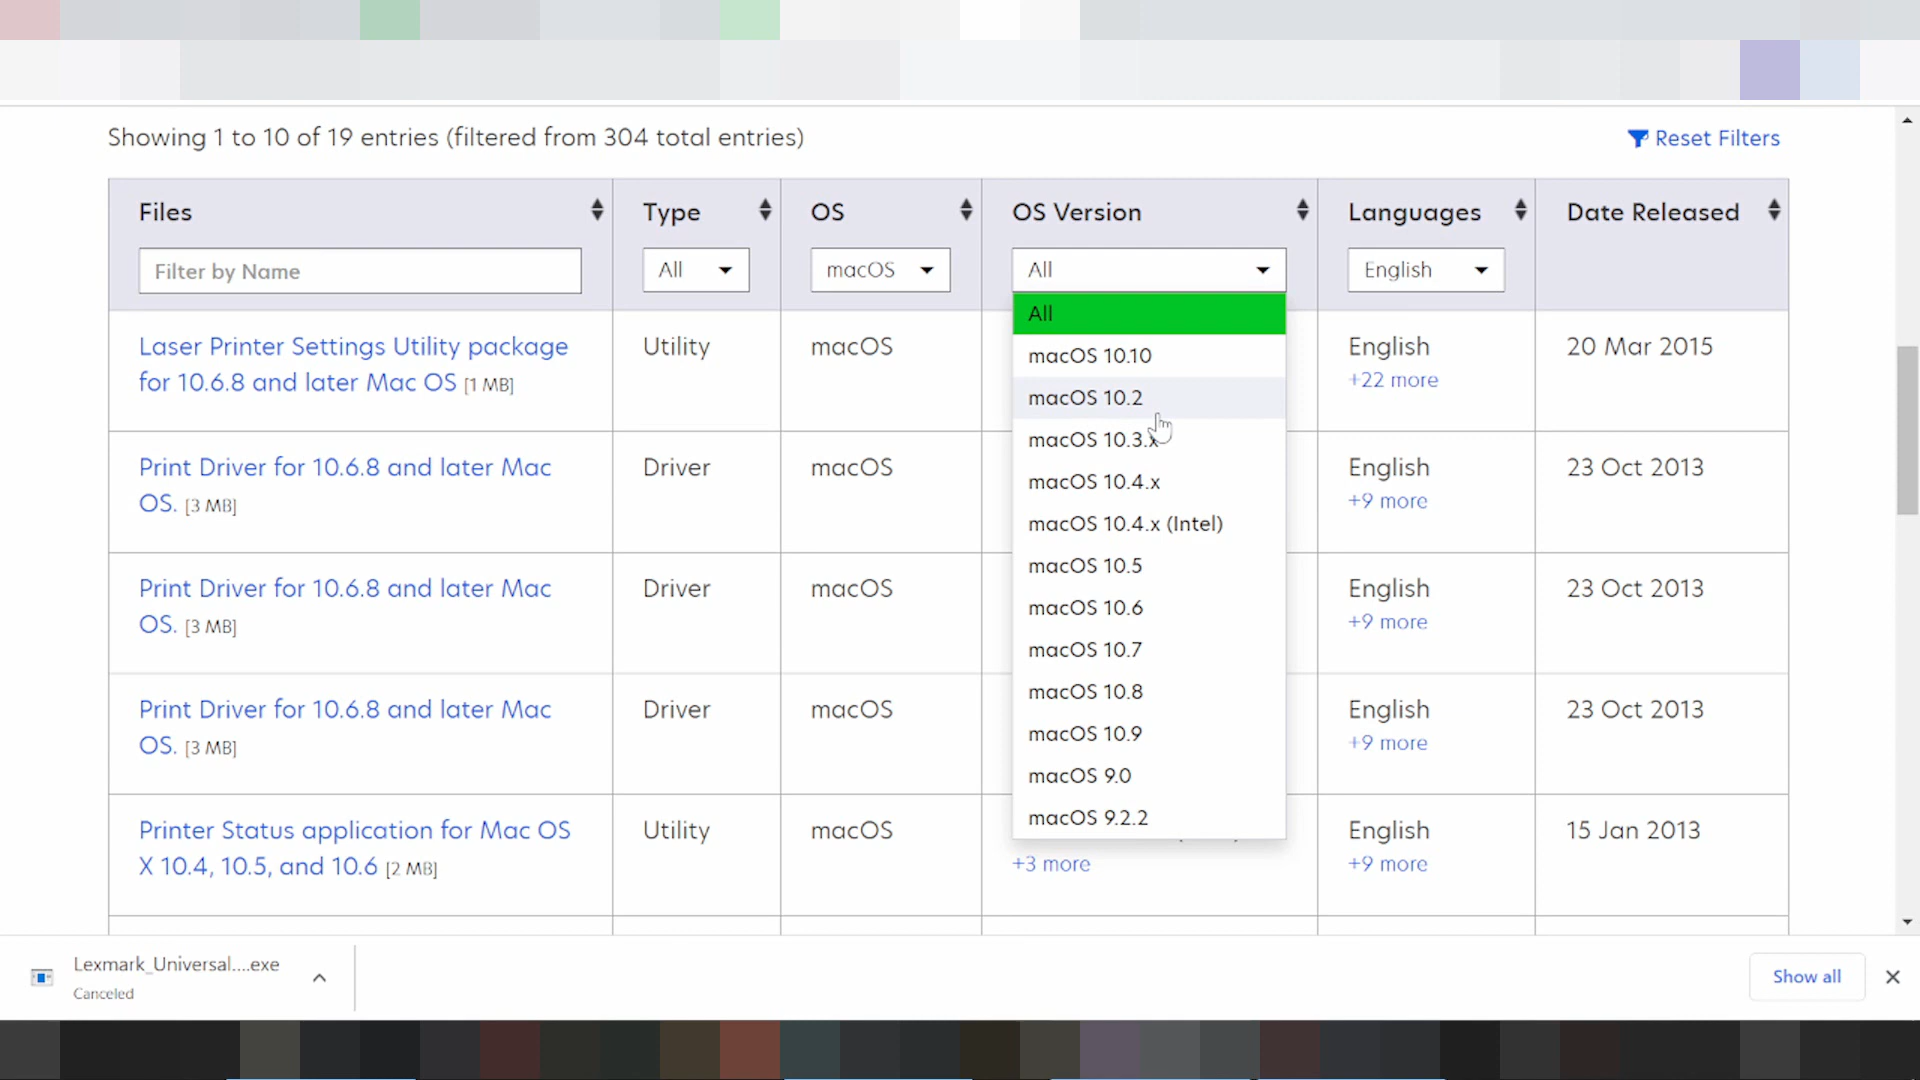 Showing 1 to 10 of 19 entries (filtered from 304 total entries)
Reset Filters
Files
Type
OS
OS Version
Languages
Date Released
Filter by Name
All
macOS
All
English
All
macOS 10.10
macOS 10.2
macOS 10.3.x
macOS 10.4.x
macOS 10.4.x (Intel)
macOS 10.5
macOS 10.6
macOS 10.7
macOS 10.8
macOS 10.9
macOS 9.0
macOS 9.2.2
Laser Printer Settings Utility package
for 10.6.8 and later Mac OS [1 MB]
Utility
macOS
English
+22 more
20 Mar 2015
Print Driver for 10.6.8 and later Mac
OS. [3 MB]
Driver
macOS
English
+9 more
23 Oct 2013
Print Driver for 10.6.8 and later Mac
OS. [3 MB]
Driver
macOS
English
+9 more
23 Oct 2013
Print Driver for 10.6.8 and later Mac
OS. [3 MB]
Driver
macOS
English
+9 more
23 Oct 2013
Printer Status application for Mac OS
X 10.4, 10.5, and 10.6 [2 MB]
Utility
macOS
+3 more
English
+9 more
15 Jan 2013
Lexmark_Universal....exe
Canceled
Show all